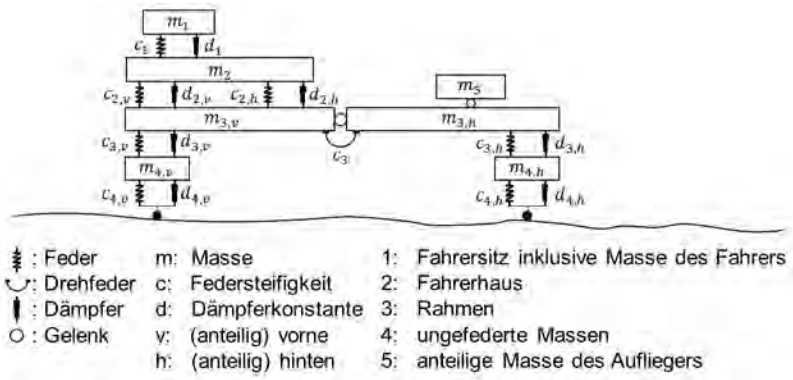 m₁
c₁ d₁
m₂
c₂,ᵥ d₂,ᵥ c₂,ₕ d₂,ₕ
m₅
m₃,ᵥ m₃,ₕ
c₃,ᵥ d₃,ᵥ c₃ c₃,ₕ d₃,ₕ
m₄,ᵥ m₄,ₕ
c₄,ᵥ d₄,ᵥ c₄,ₕ d₄,ₕ
: Feder m: Masse 1: Fahrersitz inklusive Masse des Fahrers
: Drehfeder c: Federsteifigkeit 2: Fahrerhaus
: Dämpfer d: Dämpferkonstante 3: Rahmen
: Gelenk v: (anteilig) vorne 4: ungefederte Massen
h: (anteilig) hinten 5: anteilige Masse des Aufliegers